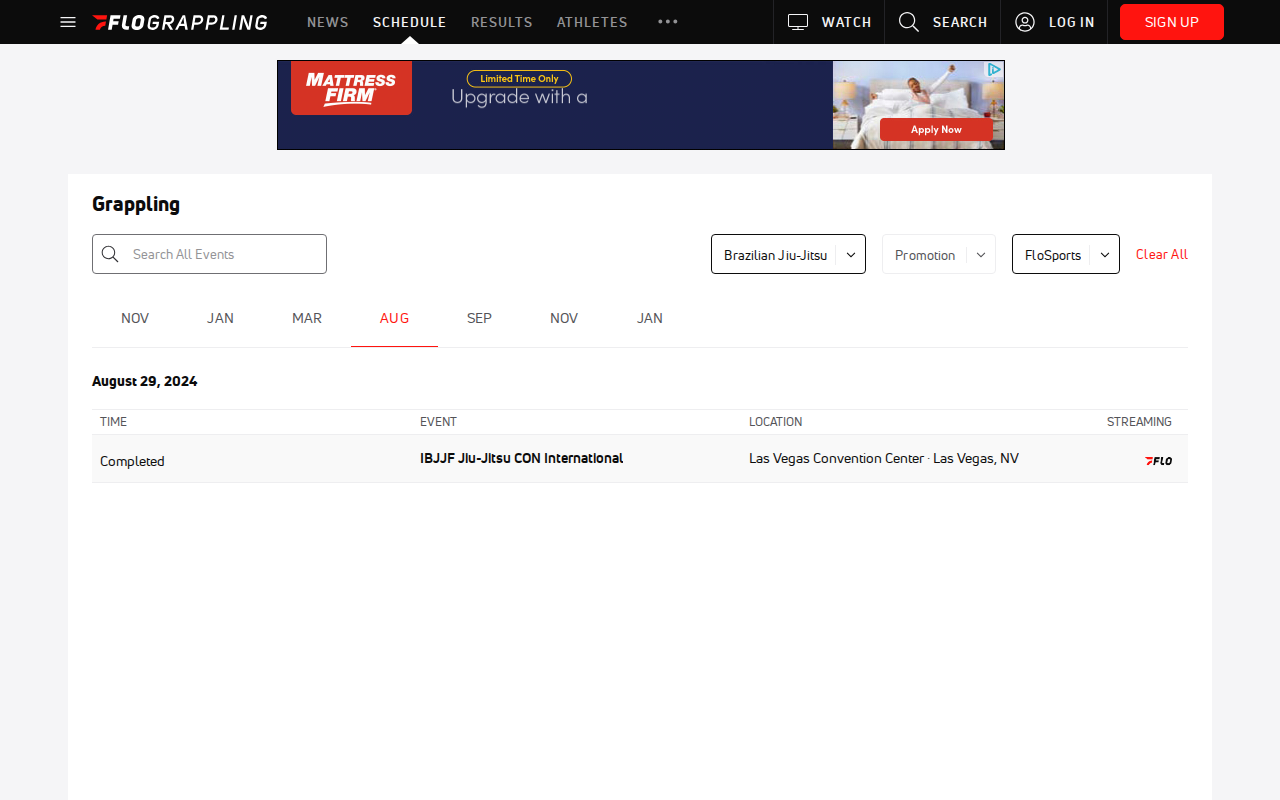 FLOGRAPPLING NEWS SCHEDULE RESULTS ATHLETES WATCH SEARCH LOG IN SIGN UP
MATTRESS FIRM
Limited Time Only
Upgrade with a
Apply Now
Grappling
Search All Events
Brazilian Jiu-Jitsu
Promotion
FloSports
Clear All
NOV JAN MAR AUG SEP NOV JAN
August 29, 2024
TIME EVENT LOCATION STREAMING
Completed IBJJF Jiu-Jitsu CON International Las Vegas Convention Center · Las Vegas, NV FLO